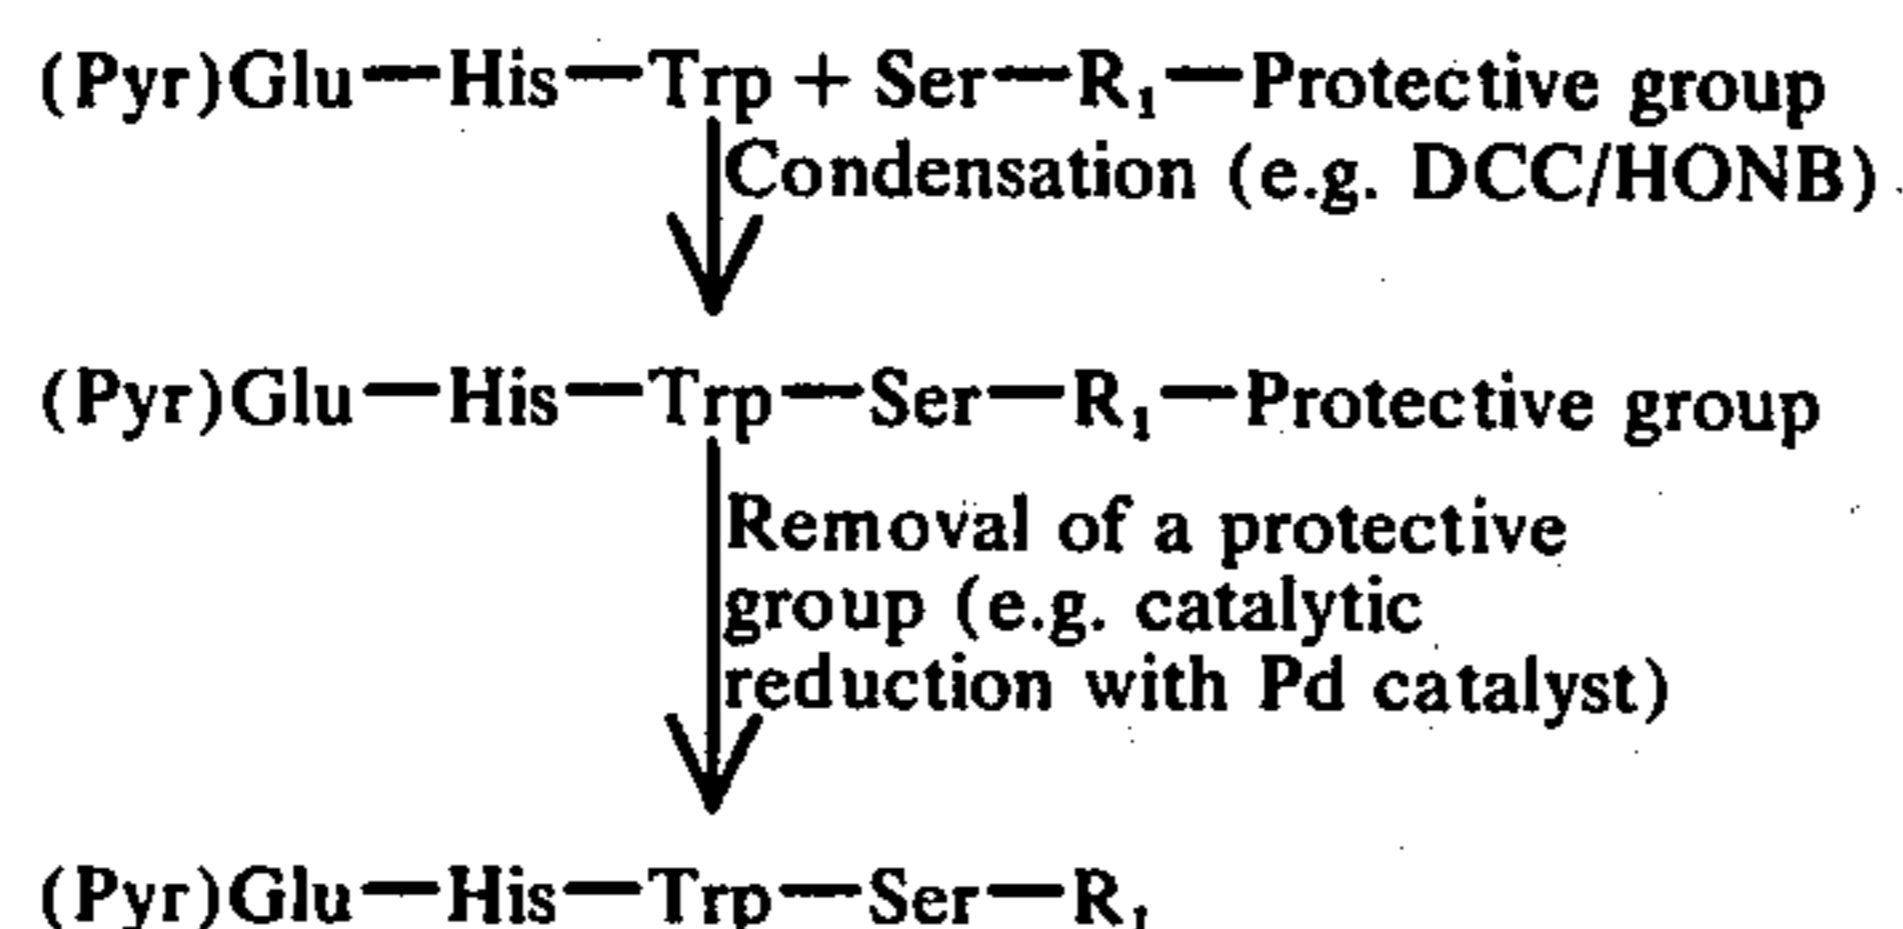 (Pyr)Glu—His—Trp + Ser—R₁—Protective group
Condensation (e.g. DCC/HONB)
(Pyr)Glu—His—Trp—Ser—R₁—Protective group
Removal of a protective
group (e.g. catalytic
reduction with Pd catalyst)
(Pyr)Glu—His—Trp—Ser—R₁